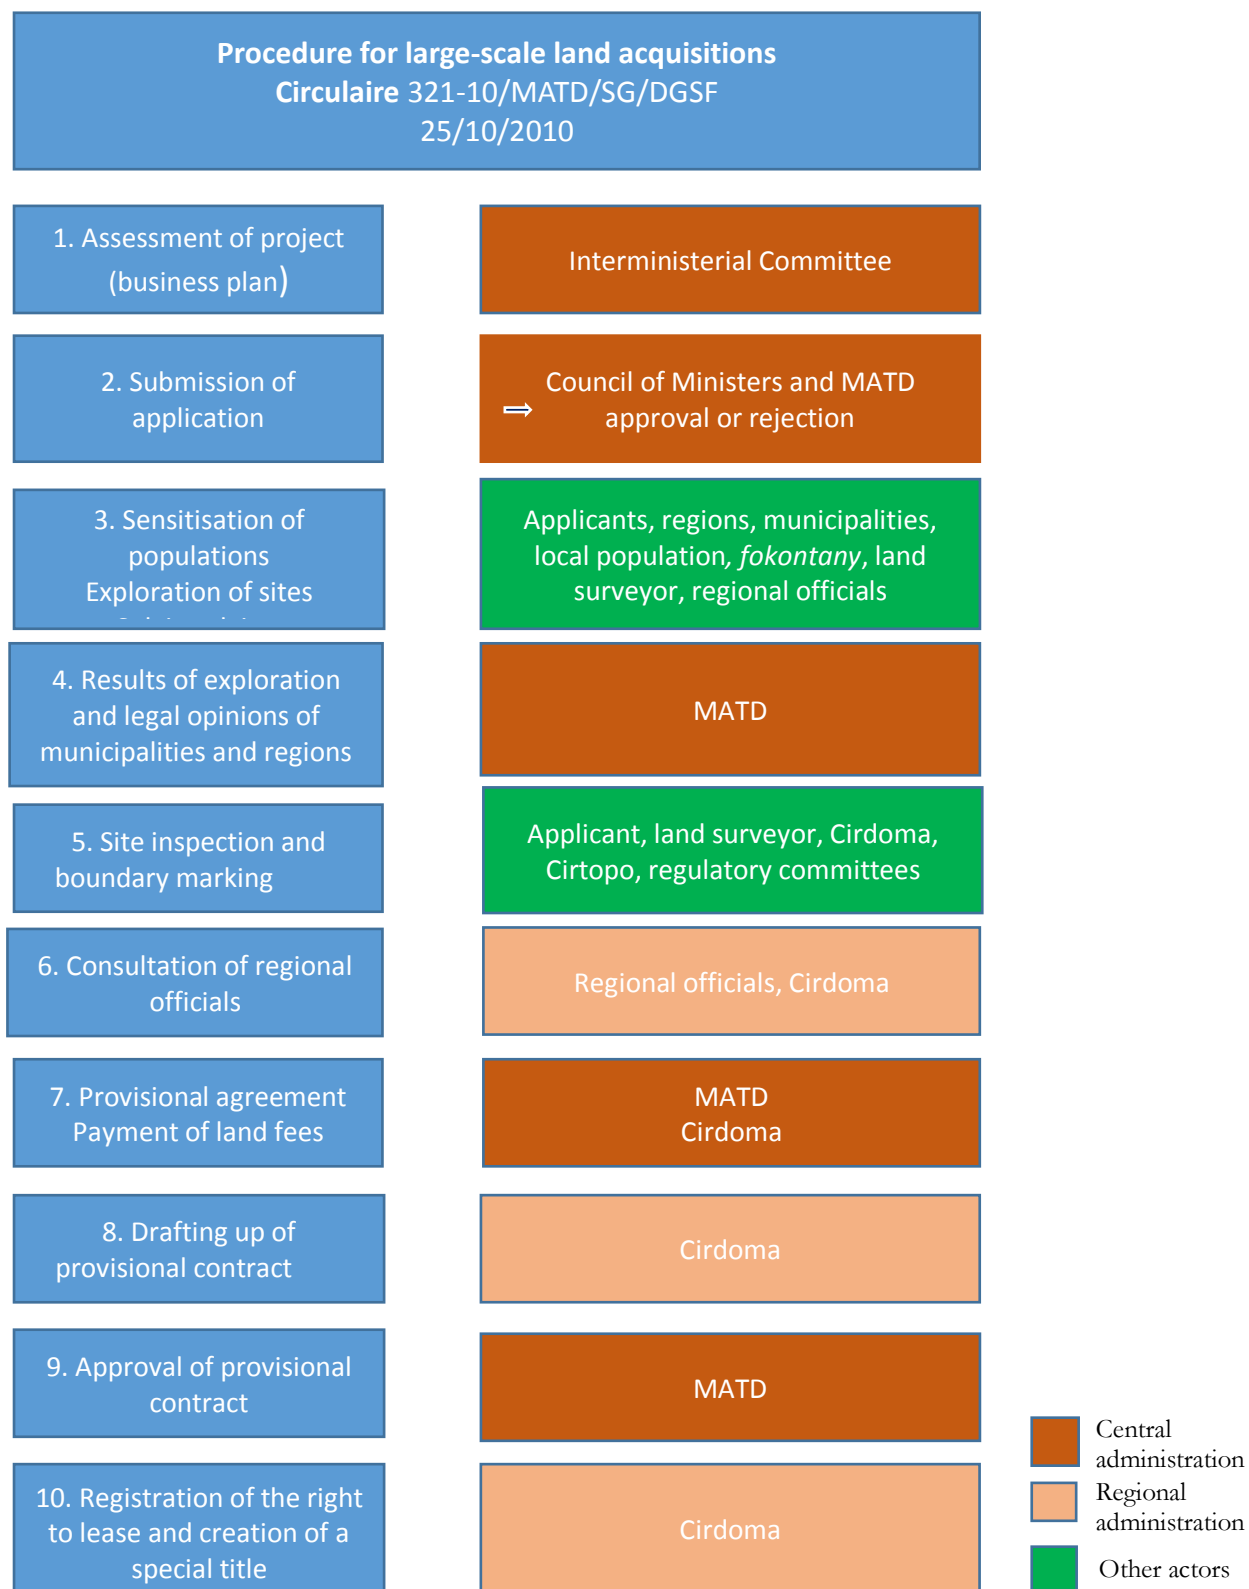 Procedure for large-scale land acquisitions
Circulaire 321-10/MATD/SG/DGSF
25/10/2010
1. Assessment of project
(business plan)
Interministerial Committee
2. Submission of
application
Council of Ministers and MATD
⇒ approval or rejection
3. Sensitisation of
populations
Exploration of sites
Applicants, regions, municipalities,
local population, fokontany, land
surveyor, regional officials
4. Results of exploration
and legal opinions of
municipalities and regions
MATD
5. Site inspection and
boundary marking
Applicant, land surveyor, Cirdoma,
Cirtopo, regulatory committees
6. Consultation of regional
officials
Regional officials, Cirdoma
7. Provisional agreement
Payment of land fees
MATD
Cirdoma
8. Drafting up of
provisional contract
Cirdoma
9. Approval of provisional
contract
MATD
10. Registration of the right
to lease and creation of a
special title
Cirdoma
Central
administration
Regional
administration
Other actors